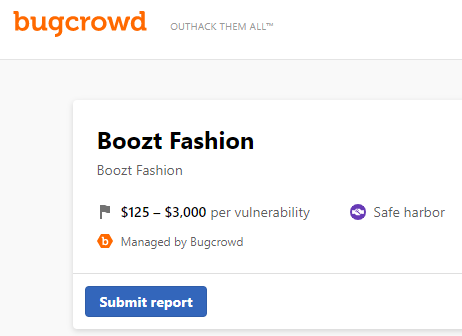 bugcrowd OUTHACK THEM ALL™
Boozt Fashion
Boozt Fashion
$125 – $3,000 per vulnerability Safe harbor
b Managed by Bugcrowd
Submit report